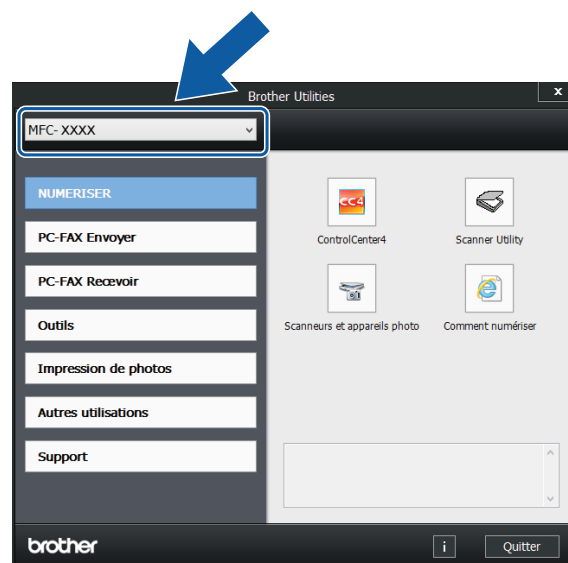 Brother Utilities
x
MFC- XXXX
NUMERISER
PC-FAX Envoyer
PC-FAX Recevoir
Outils
Impression de photos
Autres utilisations
Support
CC4
ControlCenter4
Scanner Utility
Scanneurs et appareils photo
Comment numériser
brother
i
Quitter